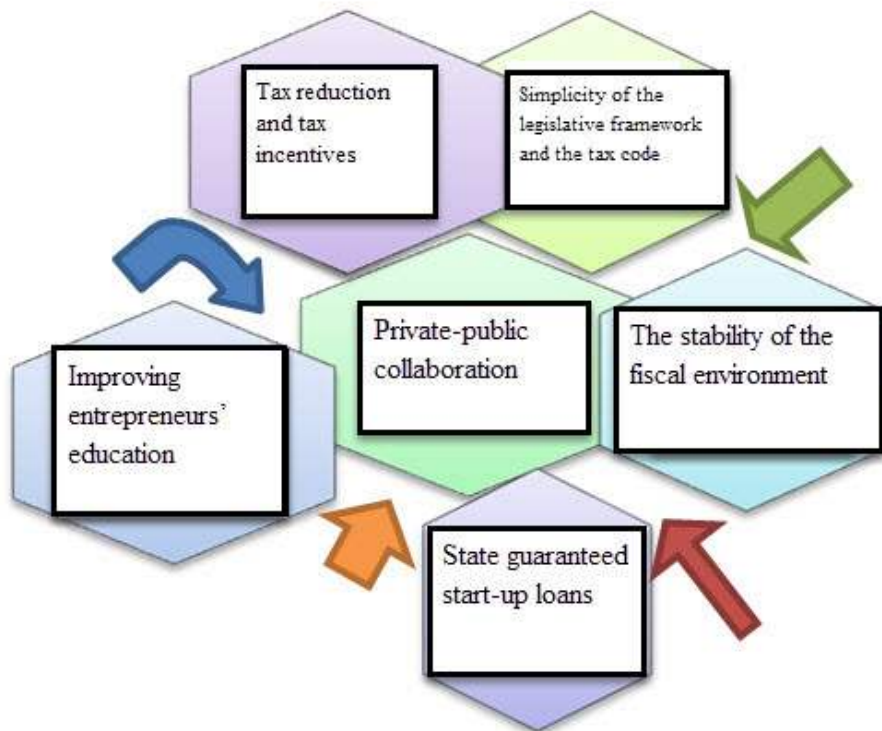 Tax reduction
and tax
incentives
Simplicity of the
legislative framework
and the tax code
Private-public
collaboration
The stability of the
fiscal environment
Improving
entrepreneurs’
education
State guaranteed
start-up loans